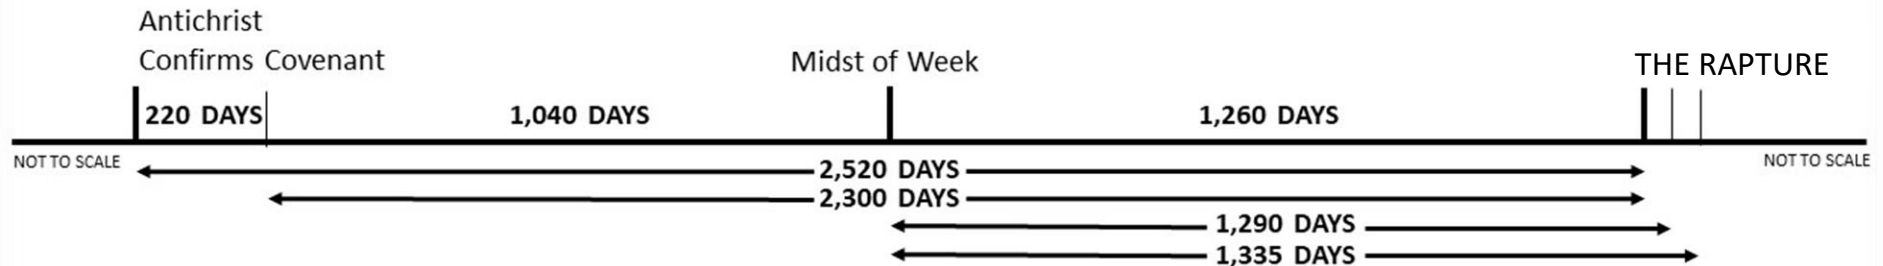 Antichrist
Confirms Covenant
Midst of Week
THE RAPTURE
220 DAYS
1,040 DAYS
1,260 DAYS
NOT TO SCALE
NOT TO SCALE
2,520 DAYS
2,300 DAYS
1,290 DAYS
1,335 DAYS